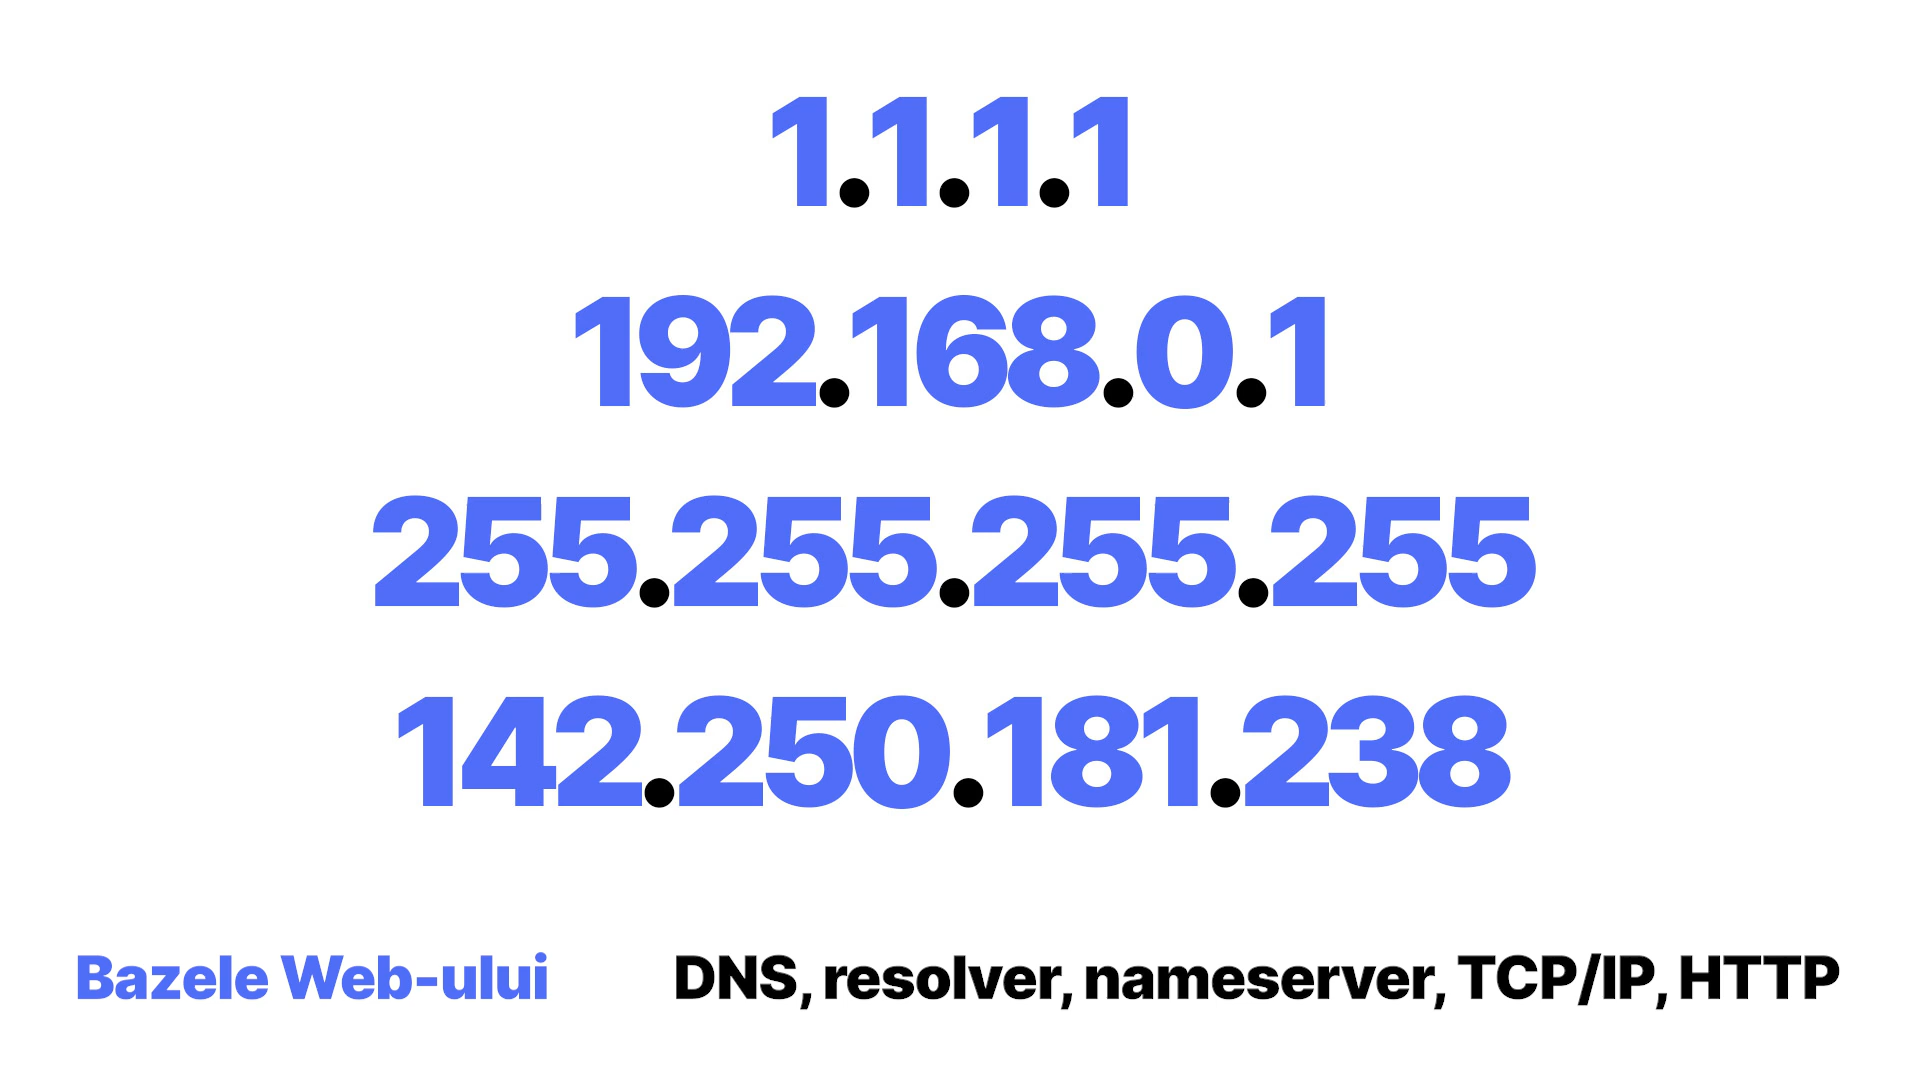 1.1.1.1
192.168.0.1
255.255.255.255
142.250.181.238
Bazele Web-ului
DNS, resolver, nameserver, TCP/IP, HTTP